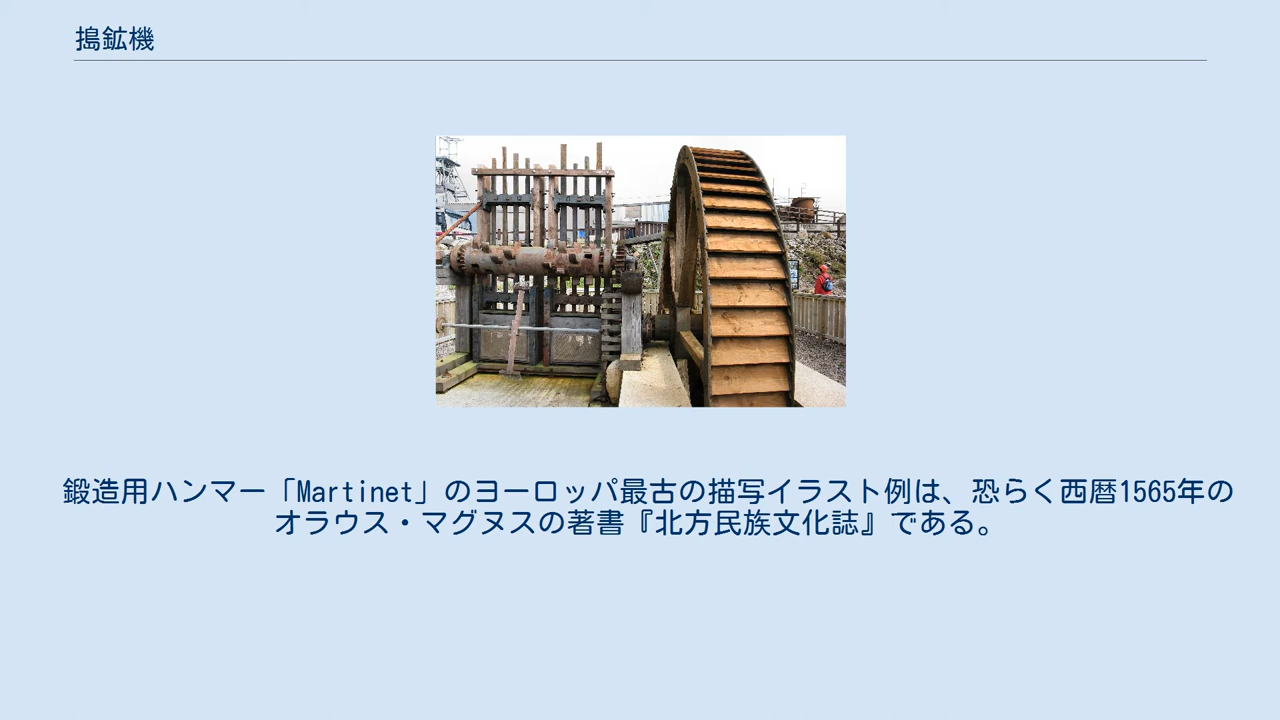 搗鉱機
鍛造用ハンマー「Martinet」のヨーロッパ最古の描写イラスト例は、恐らく西暦1565年の
オラウス・マグヌスの著書『北方民族文化誌』である。